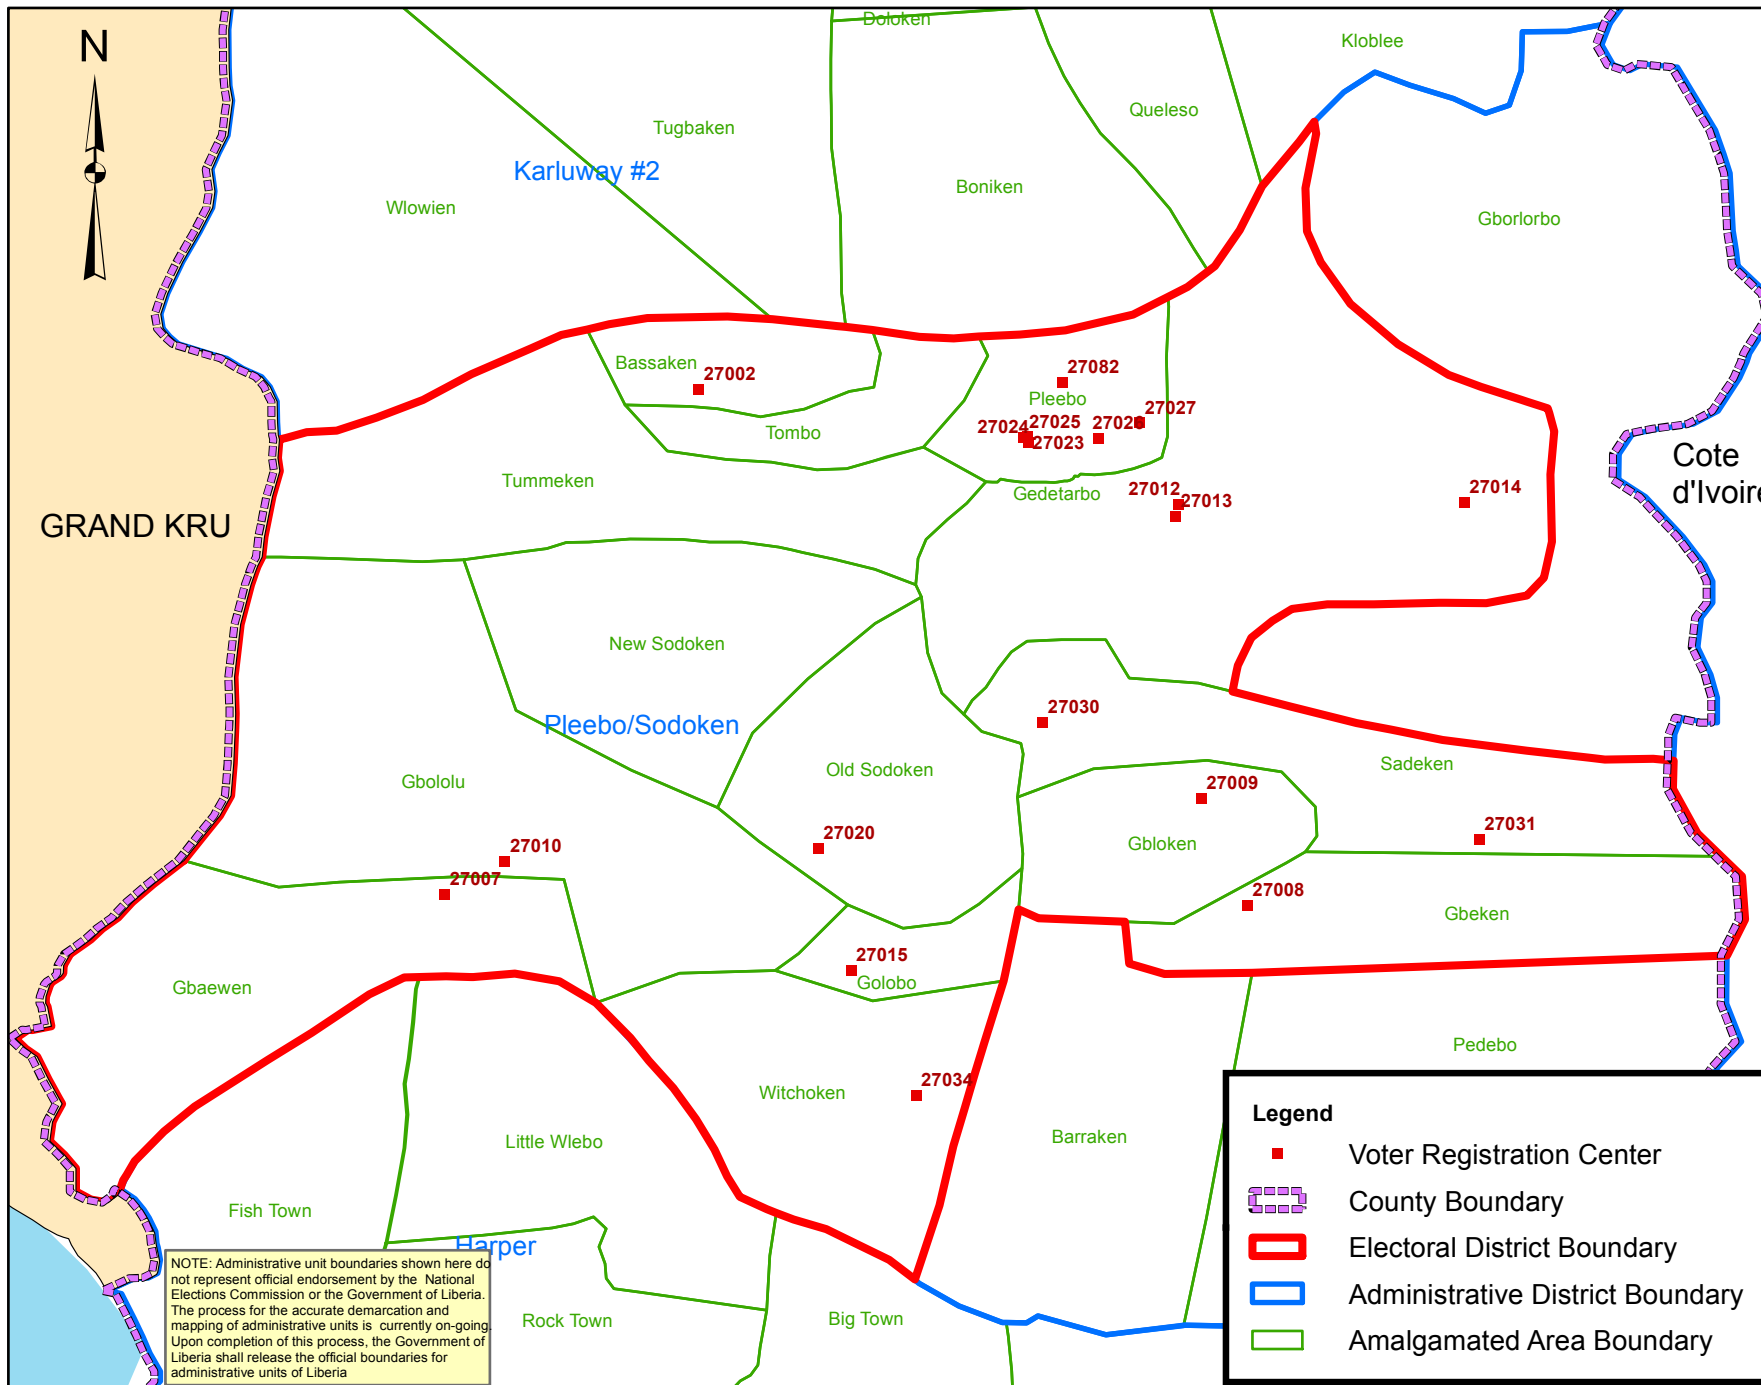 Doloken
Kloblee
N
Queleso
Tugbaken
Karluway #2
Boniken
Wlowien
Gborlorbo
Bassaken
27002
27082
Pleebo
27027
27024
27025
27026
27023
Tombo
Cote
d'Ivoire
Tummeken
Gedetarbo
27012
27013
27014
GRAND KRU
New Sodoken
Pleebo/Sodoken
27030
Old Sodoken
Sadeken
Gbololu
27009
27020
Gbloken
27031
27010
27007
27008
Gbeken
27015
Golobo
Gbaewen
Pedebo
27034
Witchoken
Little Wlebo
Barraken
Fish Town
Harper
Rock Town
Big Town
NOTE: Administrative unit boundaries shown here do
not represent official endorsement by the National
Elections Commission or the Government of Liberia.
The process for the accurate demarcation and
mapping of administrative units is currently on-going.
Upon completion of this process, the Government of
Liberia shall release the official boundaries for
administrative units of Liberia
Legend
Voter Registration Center
County Boundary
Electoral District Boundary
Administrative District Boundary
Amalgamated Area Boundary